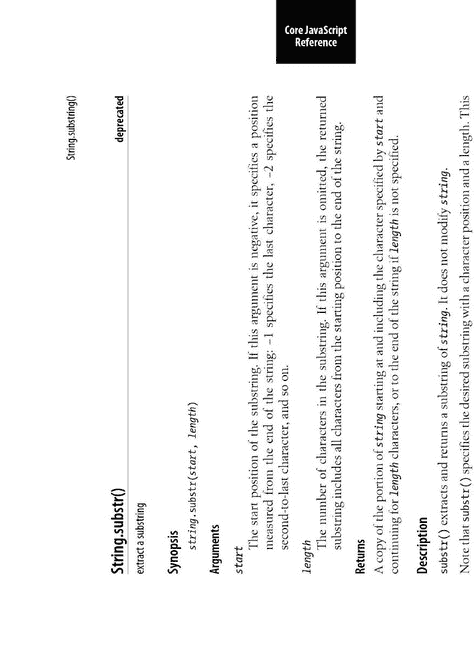 Core JavaScript
Reference
String.substring()
String.substr() deprecated
extract a substring
Synopsis
string.substr(start, length)
Arguments
start
The start position of the substring. If this argument is negative, it specifies a position
measured from the end of the string: −1 specifies the last character, −2 specifies the
second-to-last character, and so on.
length
The number of characters in the substring. If this argument is omitted, the returned
substring includes all characters from the starting position to the end of the string.
Returns
A copy of the portion of string starting at and including the character specified by start and
continuing for length characters, or to the end of the string if length is not specified.
Description
substr() extracts and returns a substring of string. It does not modify string.
Note that substr() specifies the desired substring with a character position and a length. This